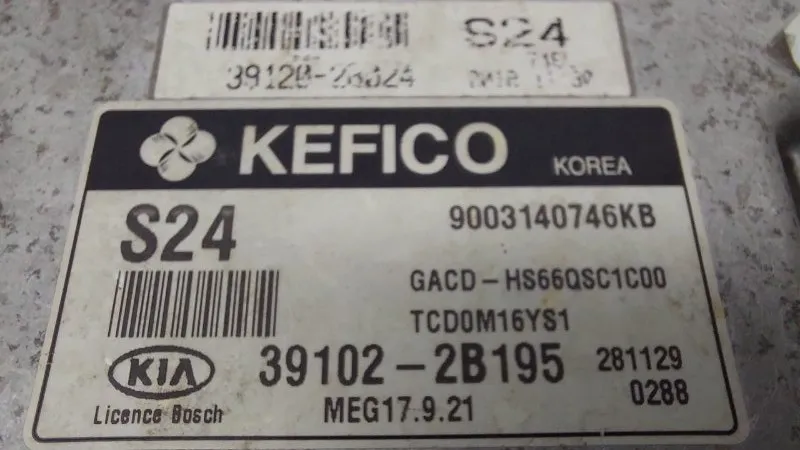 S24
KEFICO
KOREA
S24
9003140746KB
GACD-HS66QSC1C00
TCD0M16YS1
KIA
39102-2B195
281129
0288
Licence Bosch
MEG17.9.21